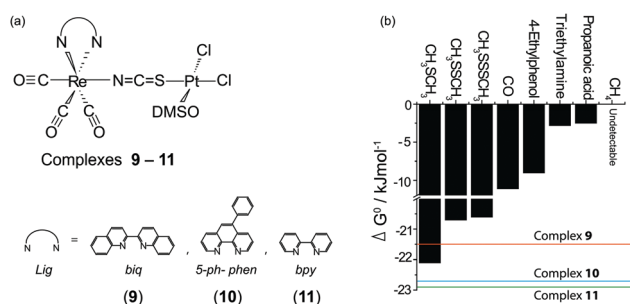 (a)
N N
Cl
O≡C Re N=C=S Pt Cl
C O C O DMSO
Complexes 9 – 11
N N = N N , N N , N N
Lig biq 5-ph- phen bpy
(9) (10) (11)
(b)
CH3SCH3
CH3SSCH3
CH3SSSCH3
CO
4-Ethylphenol
Triethylamine
Propanoic acid
CH4
Undetectable
Δ G⁰ / kJmol⁻¹
0
-5
-10
-21
-22
-23
Complex 9
Complex 10
Complex 11